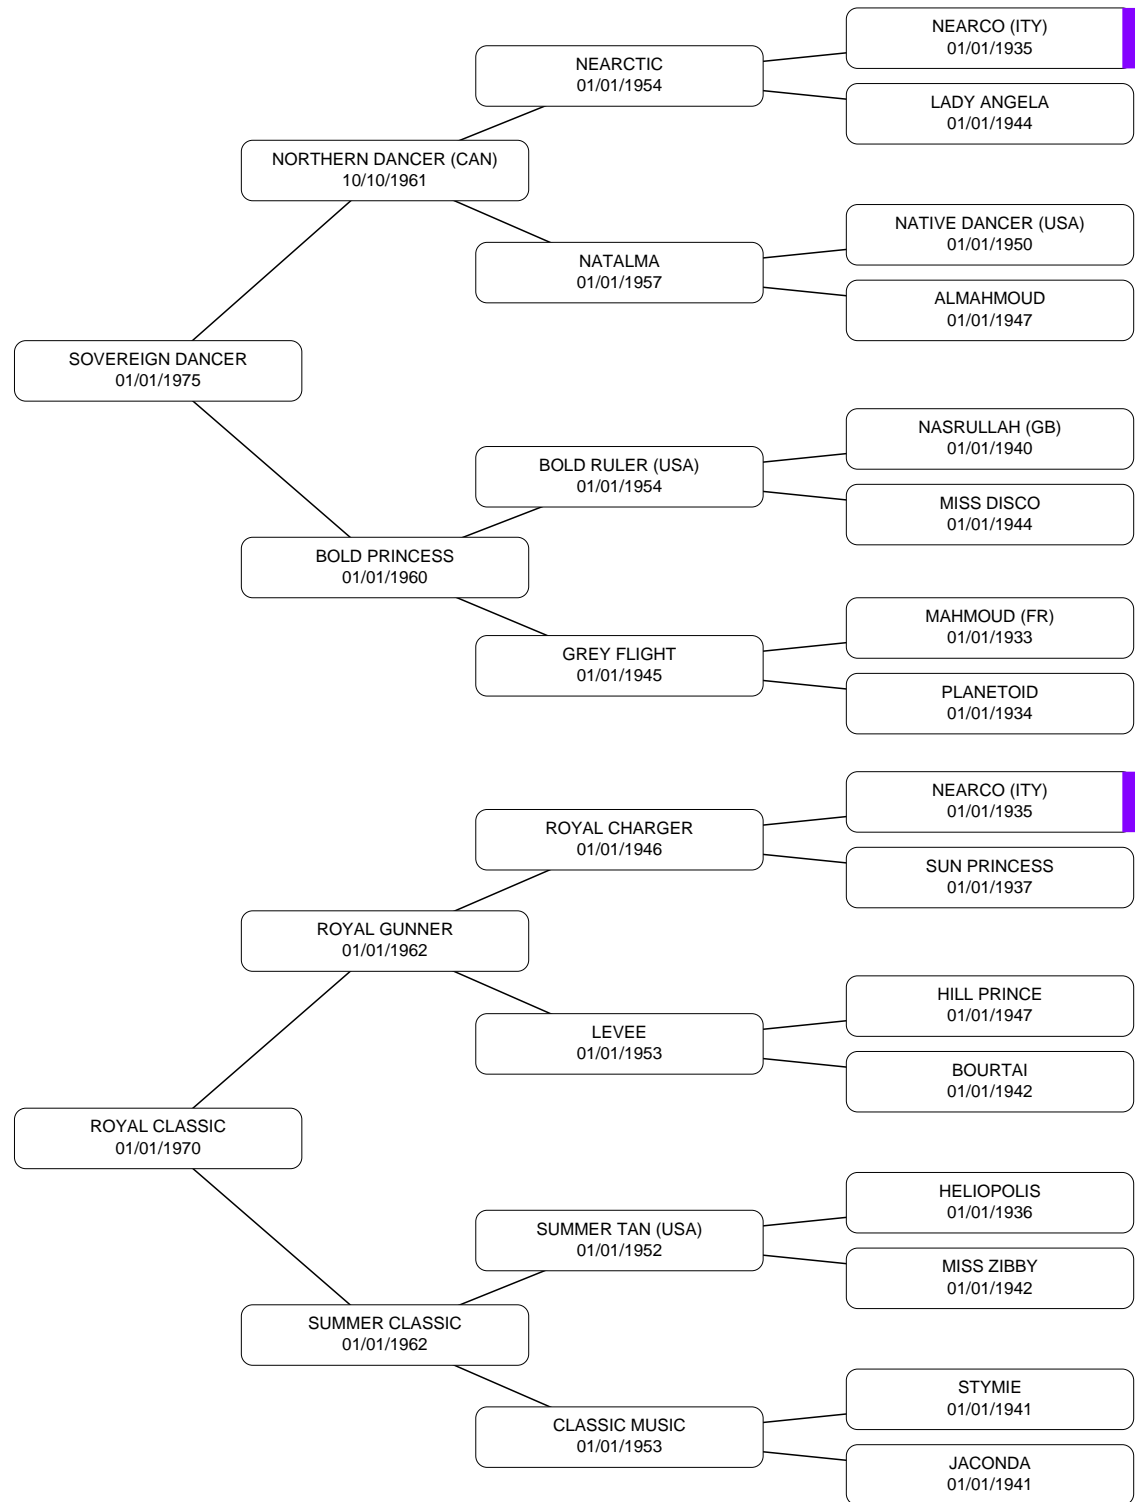 NEARCO (ITY)
01/01/1935
NEARCTIC
01/01/1954
LADY ANGELA
01/01/1944
NORTHERN DANCER (CAN)
10/10/1961
NATIVE DANCER (USA)
01/01/1950
NATALMA
01/01/1957
ALMAHMOUD
01/01/1947
SOVEREIGN DANCER
01/01/1975
NASRULLAH (GB)
01/01/1940
BOLD RULER (USA)
01/01/1954
MISS DISCO
01/01/1944
BOLD PRINCESS
01/01/1960
MAHMOUD (FR)
01/01/1933
GREY FLIGHT
01/01/1945
PLANETOID
01/01/1934
NEARCO (ITY)
01/01/1935
ROYAL CHARGER
01/01/1946
SUN PRINCESS
01/01/1937
ROYAL GUNNER
01/01/1962
HILL PRINCE
01/01/1947
LEVEE
01/01/1953
BOURTAI
01/01/1942
ROYAL CLASSIC
01/01/1970
HELIOPOLIS
01/01/1936
SUMMER TAN (USA)
01/01/1952
MISS ZIBBY
01/01/1942
SUMMER CLASSIC
01/01/1962
STYMIE
01/01/1941
CLASSIC MUSIC
01/01/1953
JACONDA
01/01/1941